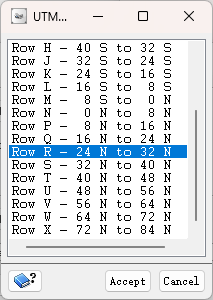 UTM...
Row H - 40 S to 32 S
Row J - 32 S to 24 S
Row K - 24 S to 16 S
Row L - 16 S to  8 S
Row M -  8 S to  0 N
Row N -  0 N to  8 N
Row P -  8 N to 16 N
Row Q - 16 N to 24 N
Row R - 24 N to 32 N
Row S - 32 N to 40 N
Row T - 40 N to 48 N
Row U - 48 N to 56 N
Row V - 56 N to 64 N
Row W - 64 N to 72 N
Row X - 72 N to 84 N
? Accept Cancel